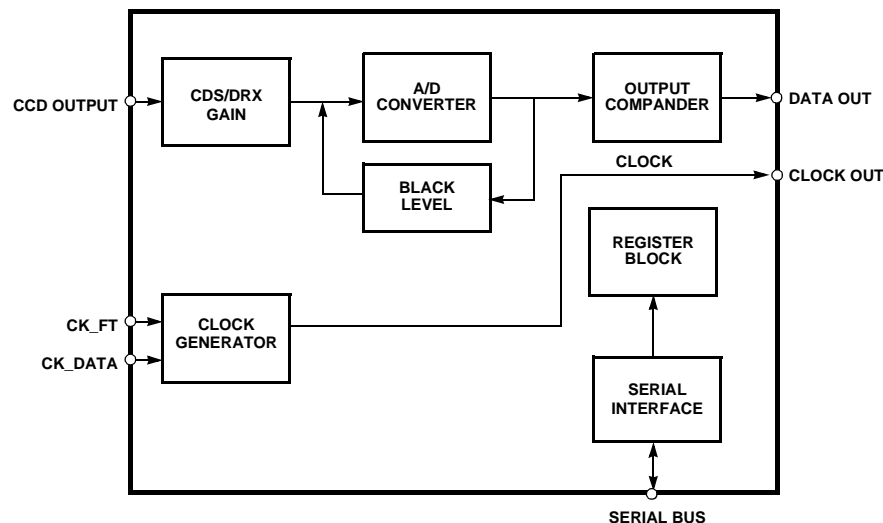 CCD OUTPUT
CDS/DRX
GAIN
A/D
CONVERTER
OUTPUT
COMPANDER
DATA OUT
BLACK
LEVEL
CLOCK
CLOCK OUT
REGISTER
BLOCK
CK_FT
CK_DATA
CLOCK
GENERATOR
SERIAL
INTERFACE
SERIAL BUS